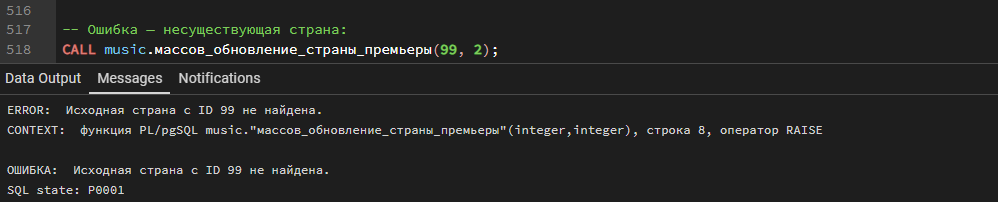 516
517 -- Ошибка — несуществующая страна:
518 CALL music.массов_обновление_страны_премьеры(99, 2);
Data Output Messages Notifications
ERROR:  Исходная страна с ID 99 не найдена.
CONTEXT:  функция PL/pgSQL music."массов_обновление_страны_премьеры"(integer,integer), строка 8, оператор RAISE
ОШИБКА:  Исходная страна с ID 99 не найдена.
SQL state: P0001